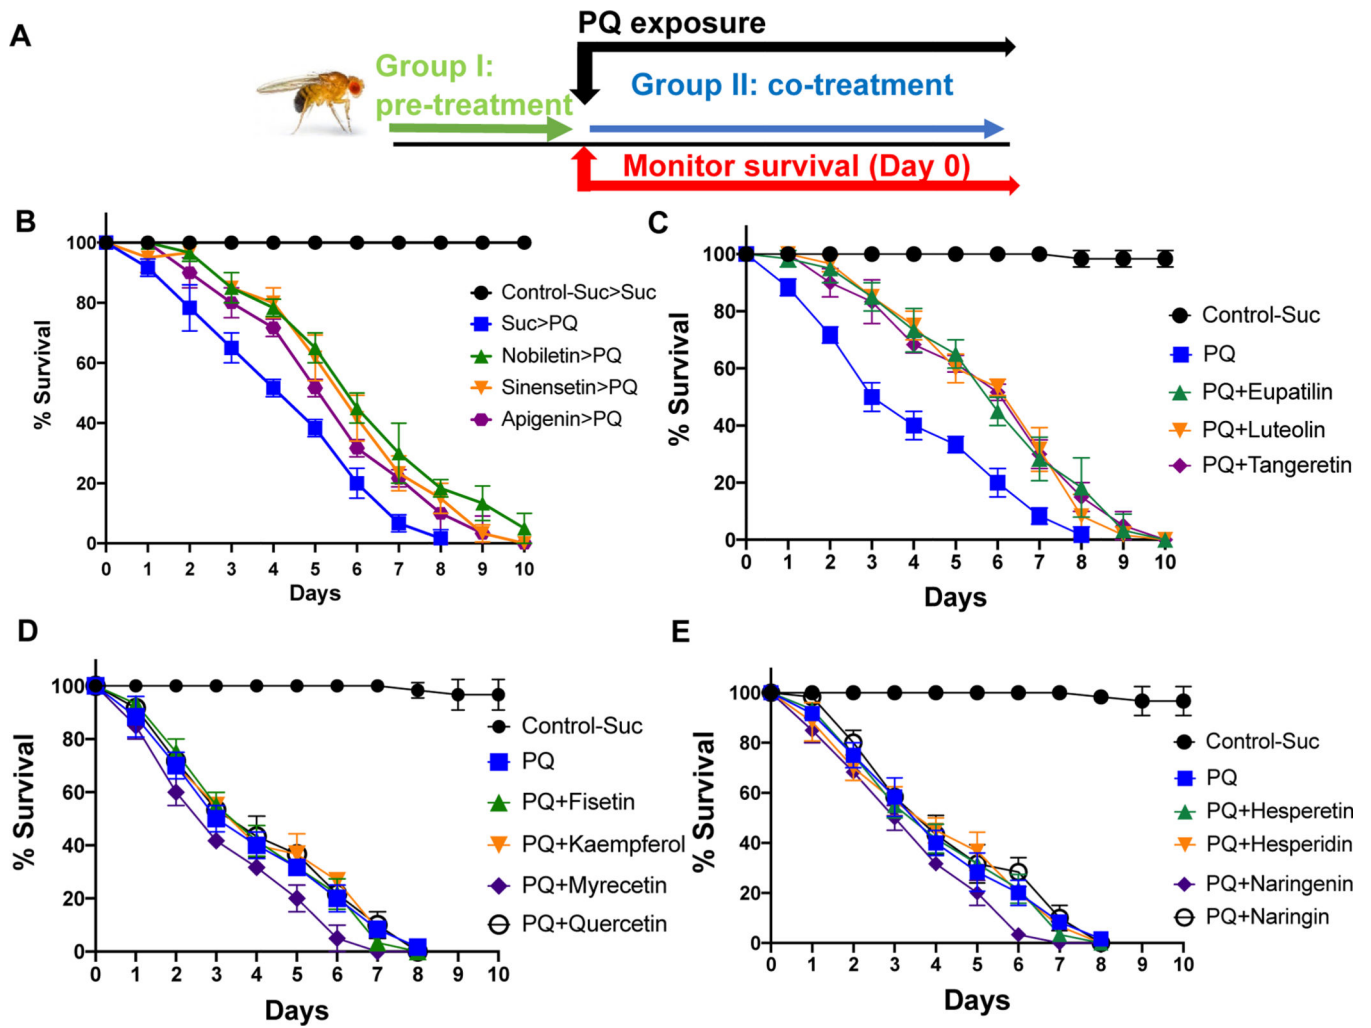 A
PQ exposure
Group I:
pre-treatment
Group II: co-treatment
Monitor survival (Day 0)
B
% Survival
100
80
60
40
20
0
0 1 2 3 4 5 6 7 8 9 10
Days
Control-Suc>Suc
Suc>PQ
Nobiletin>PQ
Sinensetin>PQ
Apigenin>PQ
C
% Survival
100
80
60
40
20
0
0 1 2 3 4 5 6 7 8 9 10
Days
Control-Suc
PQ
PQ+Eupatilin
PQ+Luteolin
PQ+Tangeretin
D
% Survival
100
80
60
40
20
0
0 1 2 3 4 5 6 7 8 9 10
Days
Control-Suc
PQ
PQ+Fisetin
PQ+Kaempferol
PQ+Myrecetin
PQ+Quercetin
E
% Survival
100
80
60
40
20
0
0 1 2 3 4 5 6 7 8 9 10
Days
Control-Suc
PQ
PQ+Hesperetin
PQ+Hesperidin
PQ+Naringenin
PQ+Naringin